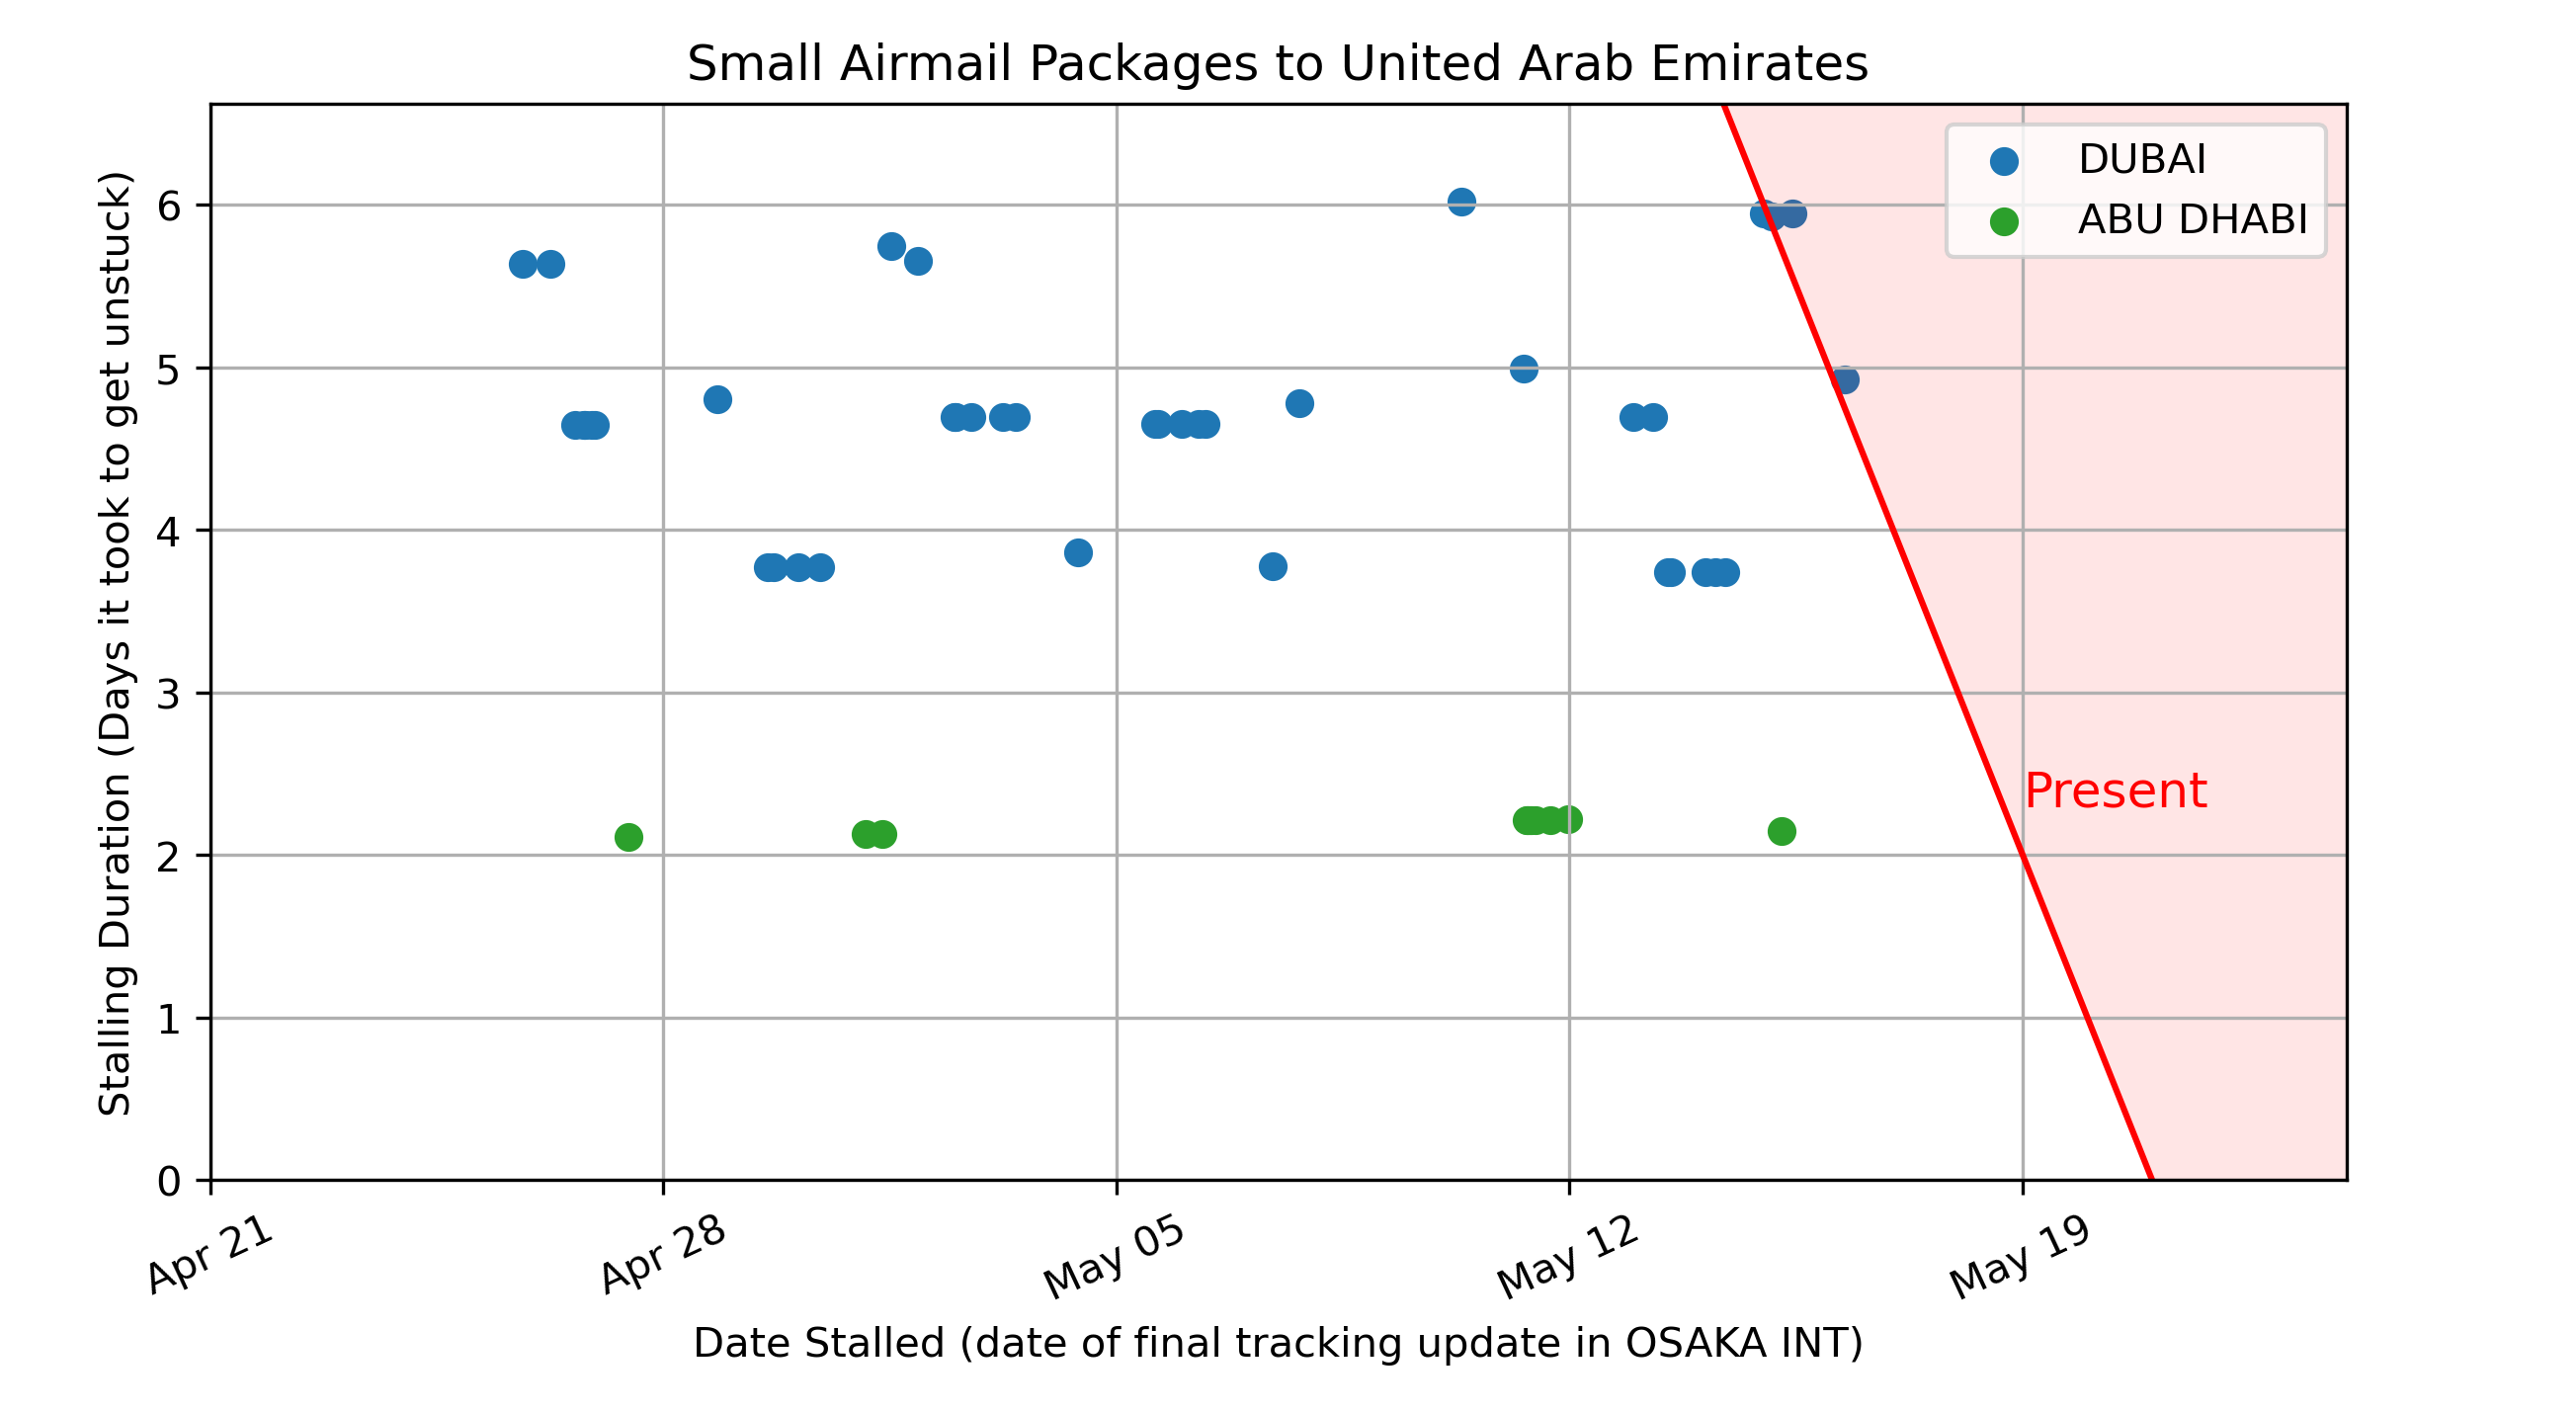 Small Airmail Packages to United Arab Emirates
DUBAI
ABU DHABI
Present
Stalling Duration (Days it took to get unstuck)
6
5
4
3
2
1
0
Apr 21
Apr 28
May 05
May 12
May 19
Date Stalled (date of final tracking update in OSAKA INT)